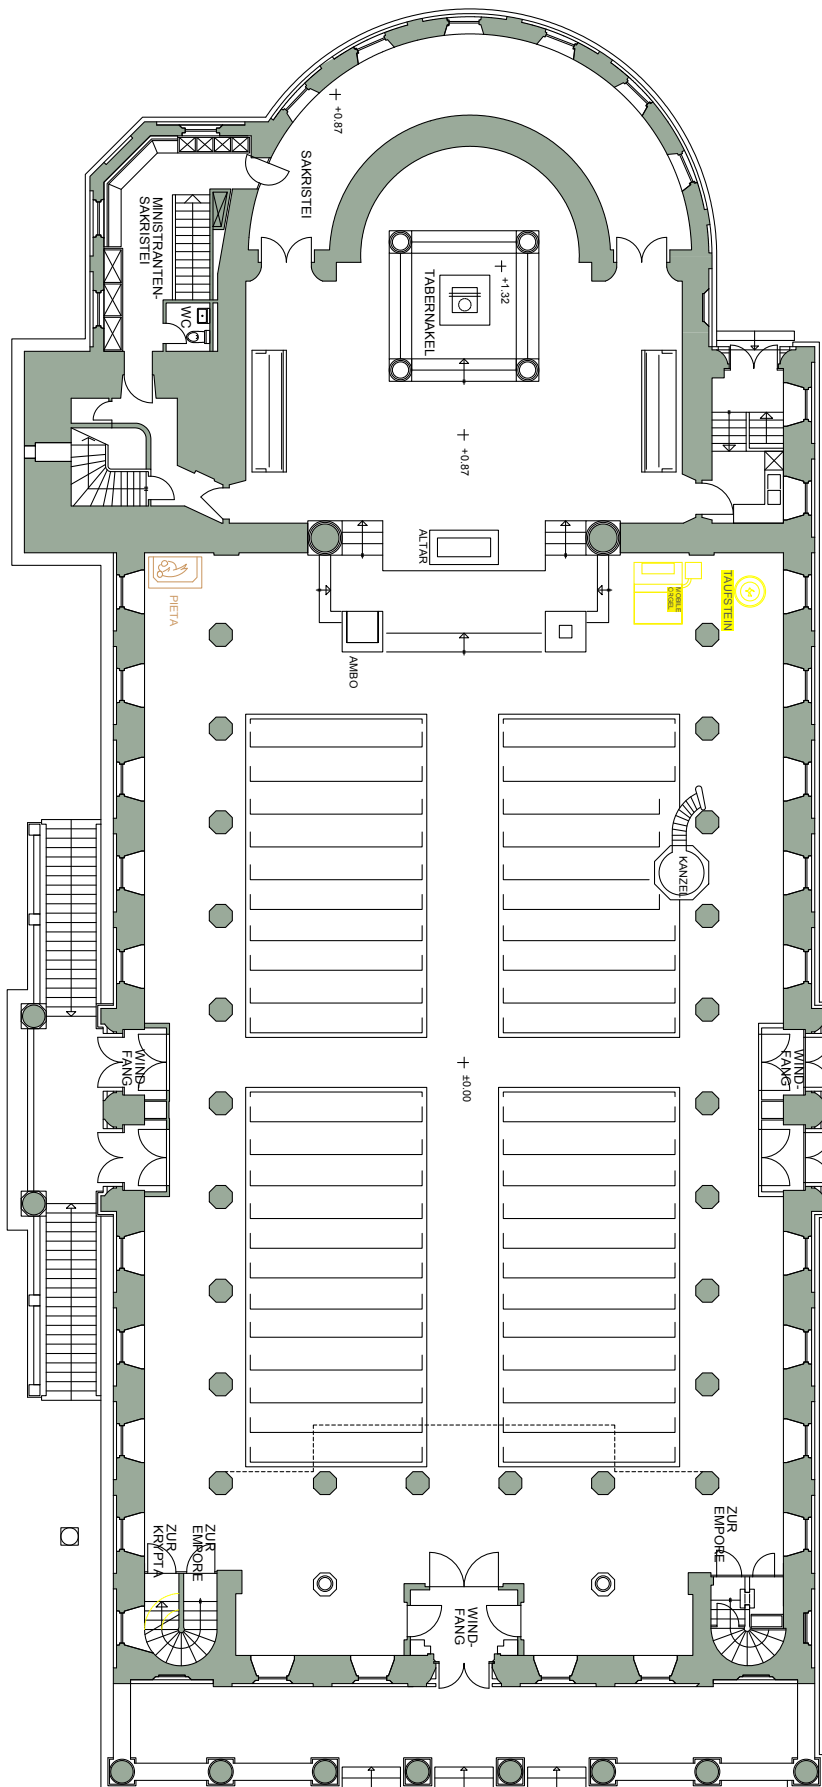 +0.87
SAKRISTEI
MINISTRANTEN-
SAKRISTEI
WC
+1.32
TABERNAKEL
+0.87
ALTAR
PIETA
MOBILE
ORGEL
TAUFSTEIN
AMBO
KANZEL
WIND
FANG
±0.00
WIND-
FANG
ZUR
KRYPTA
ZUR
EMPORE
ZUR
EMPORE
WIND-
FANG